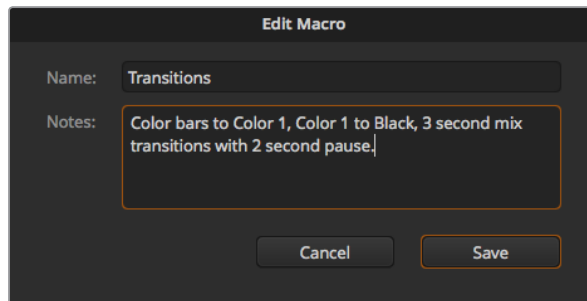 Edit Macro
Name: Transitions
Notes: Color bars to Color 1, Color 1 to Black, 3 second mix
transitions with 2 second pause.
Cancel Save